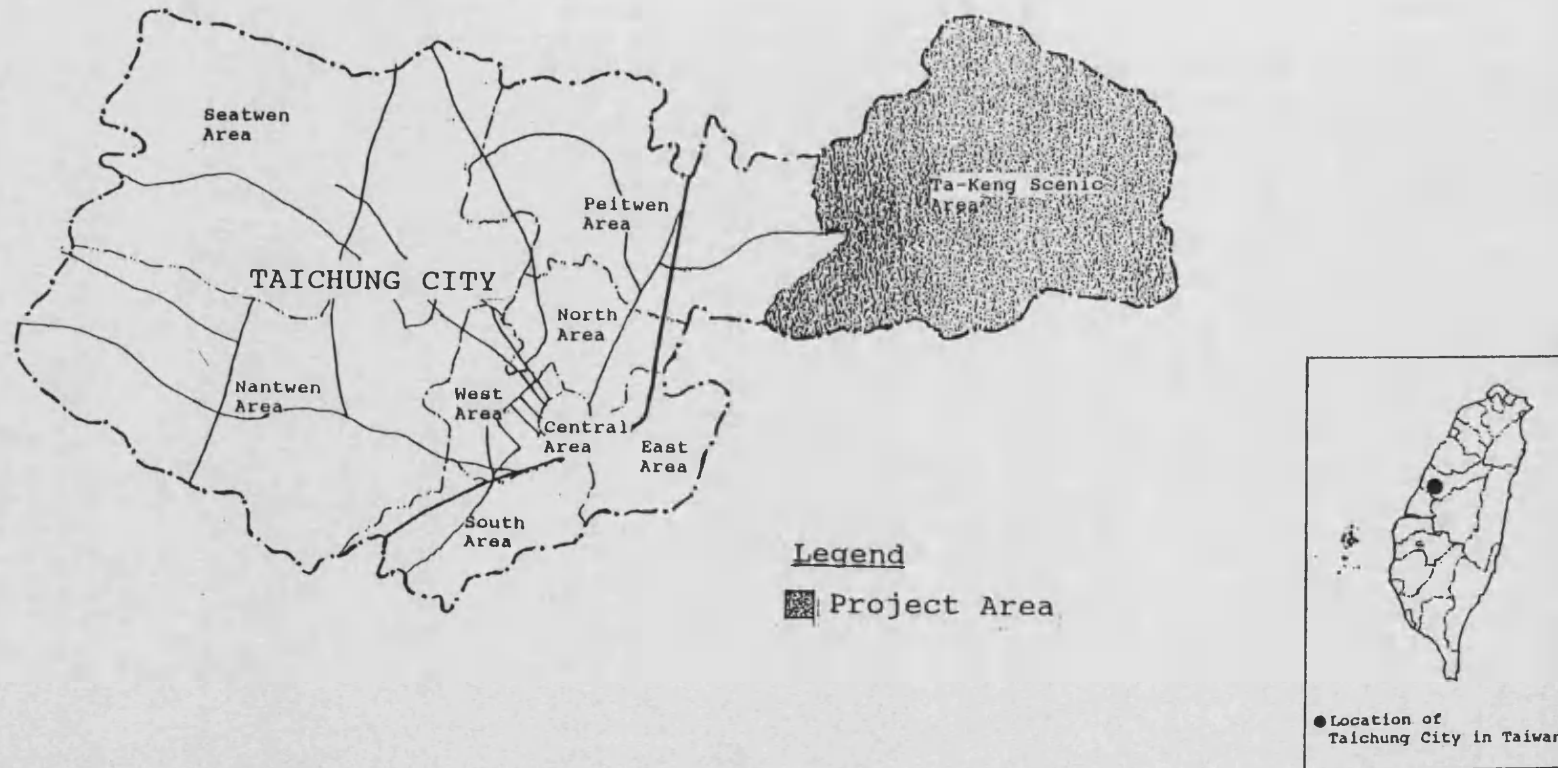 Seatwen
Area
Peitwen
Area
Ta-Keng Scenic
Area
TAICHUNG CITY
North
Area
Nantwen
Area
West
Area
Central
Area
East
Area
South
Area
Legend
Project Area
Location of
Taichung City in Taiwan